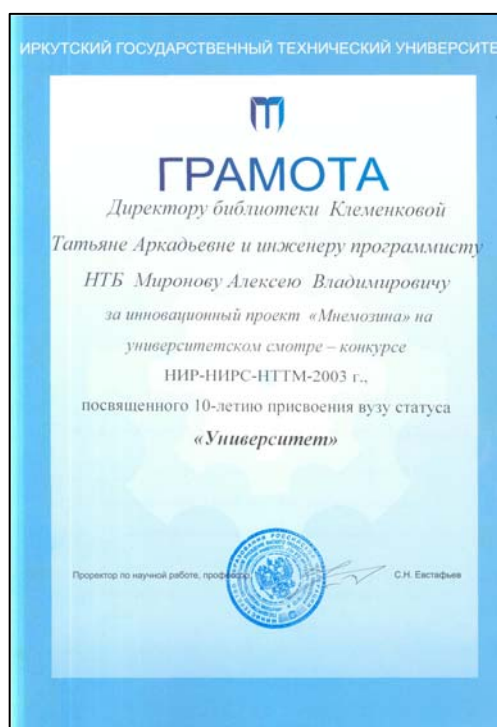 ИРКУТСКИЙ ГОСУДАРСТВЕННЫЙ ТЕХНИЧЕСКИЙ УНИВЕРСИТЕ
ГРАМОТА
Директору библиотеки Клеменковой
Татьяне Аркадьевне и инженеру программисту
НТБ Миронову Алексею Владимировичу
за инновационный проект «Мнемозина» на
университетском смотре – конкурсе
НИР-НИРС-НТТМ-2003 г.,
посвященного 10-летию присвоения вузу статуса
«Университет»
Проректор по научной работе, профессор, С.Н. Евстафьев